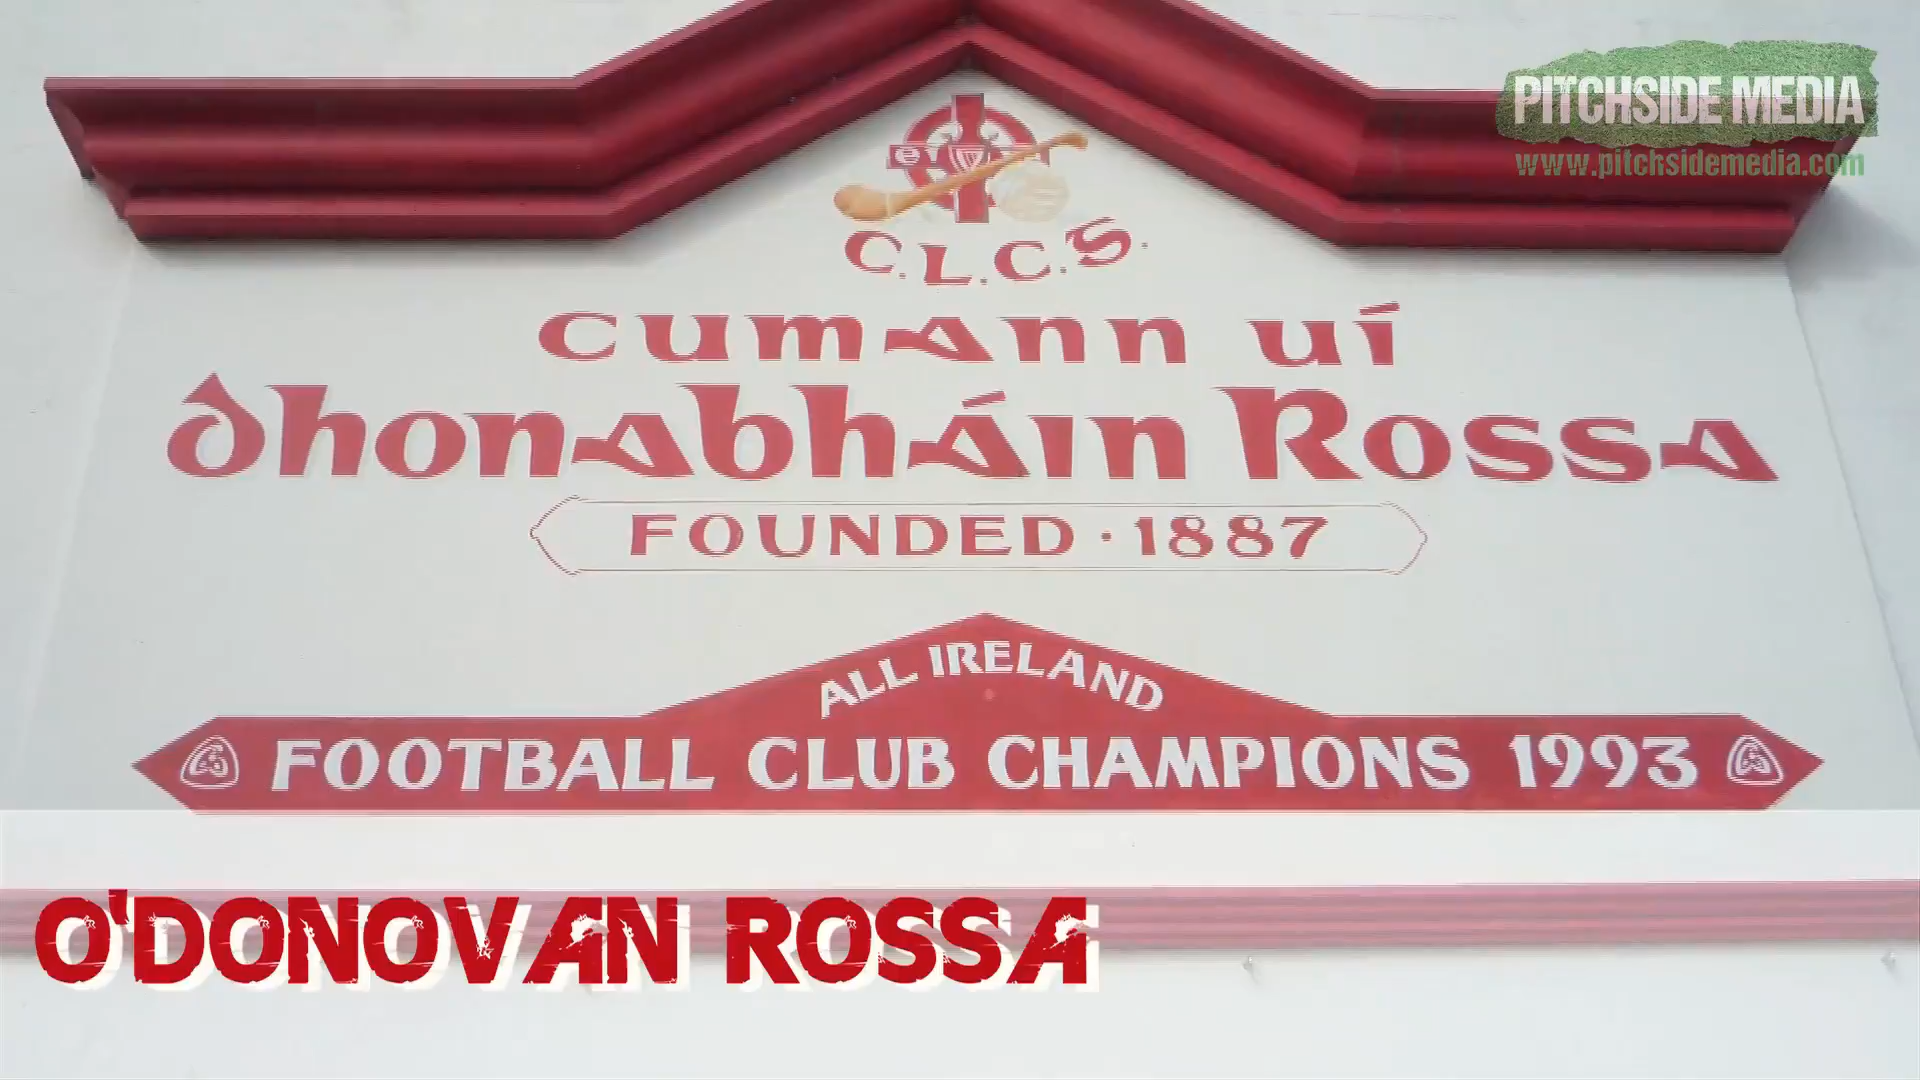 PITCHSIDE MEDIA
www.pitchsidemedia.com
C.L.C.S.
cumann uí
dhonabháin Rossa
FOUNDED · 1887
ALL IRELAND
FOOTBALL CLUB CHAMPIONS 1993
O'DONOVAN ROSSA